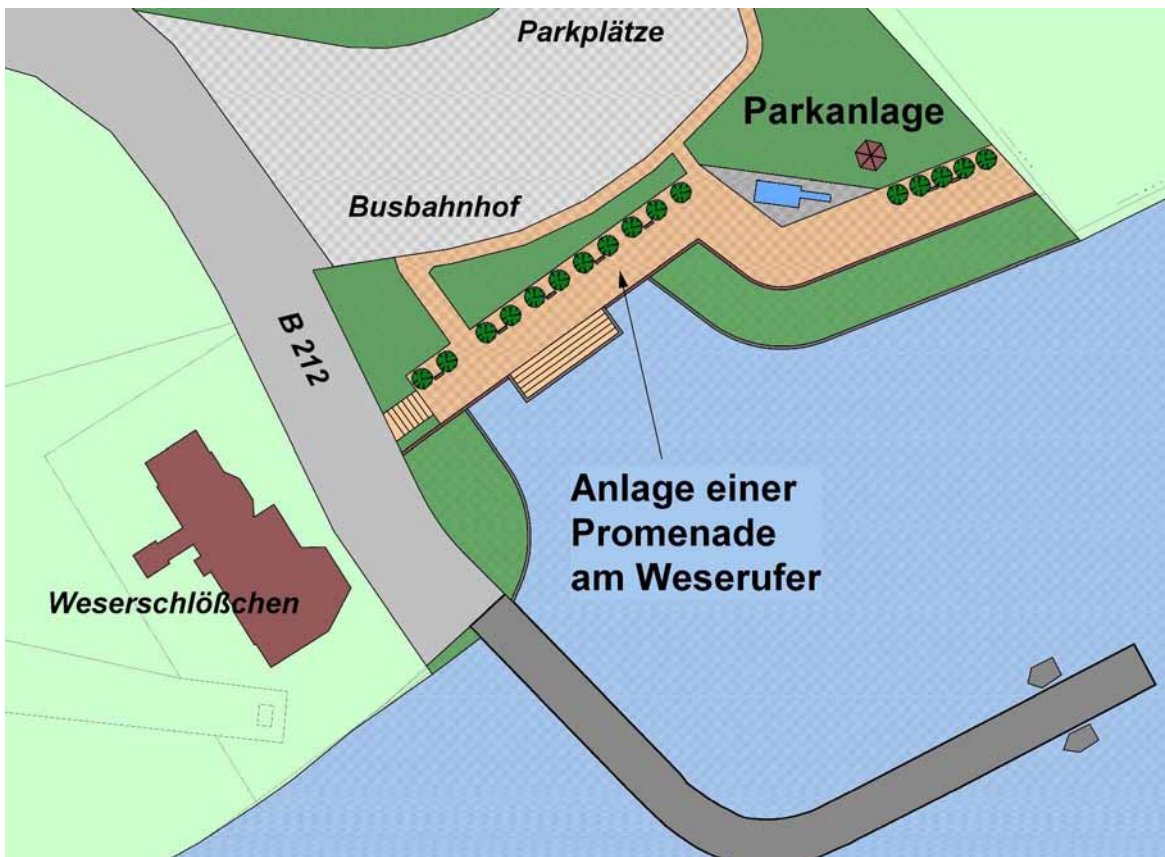 Parkplätze
Parkanlage
Busbahnhof
B 212
Anlage einer
Promenade
am Weserufer
Weserschlößchen